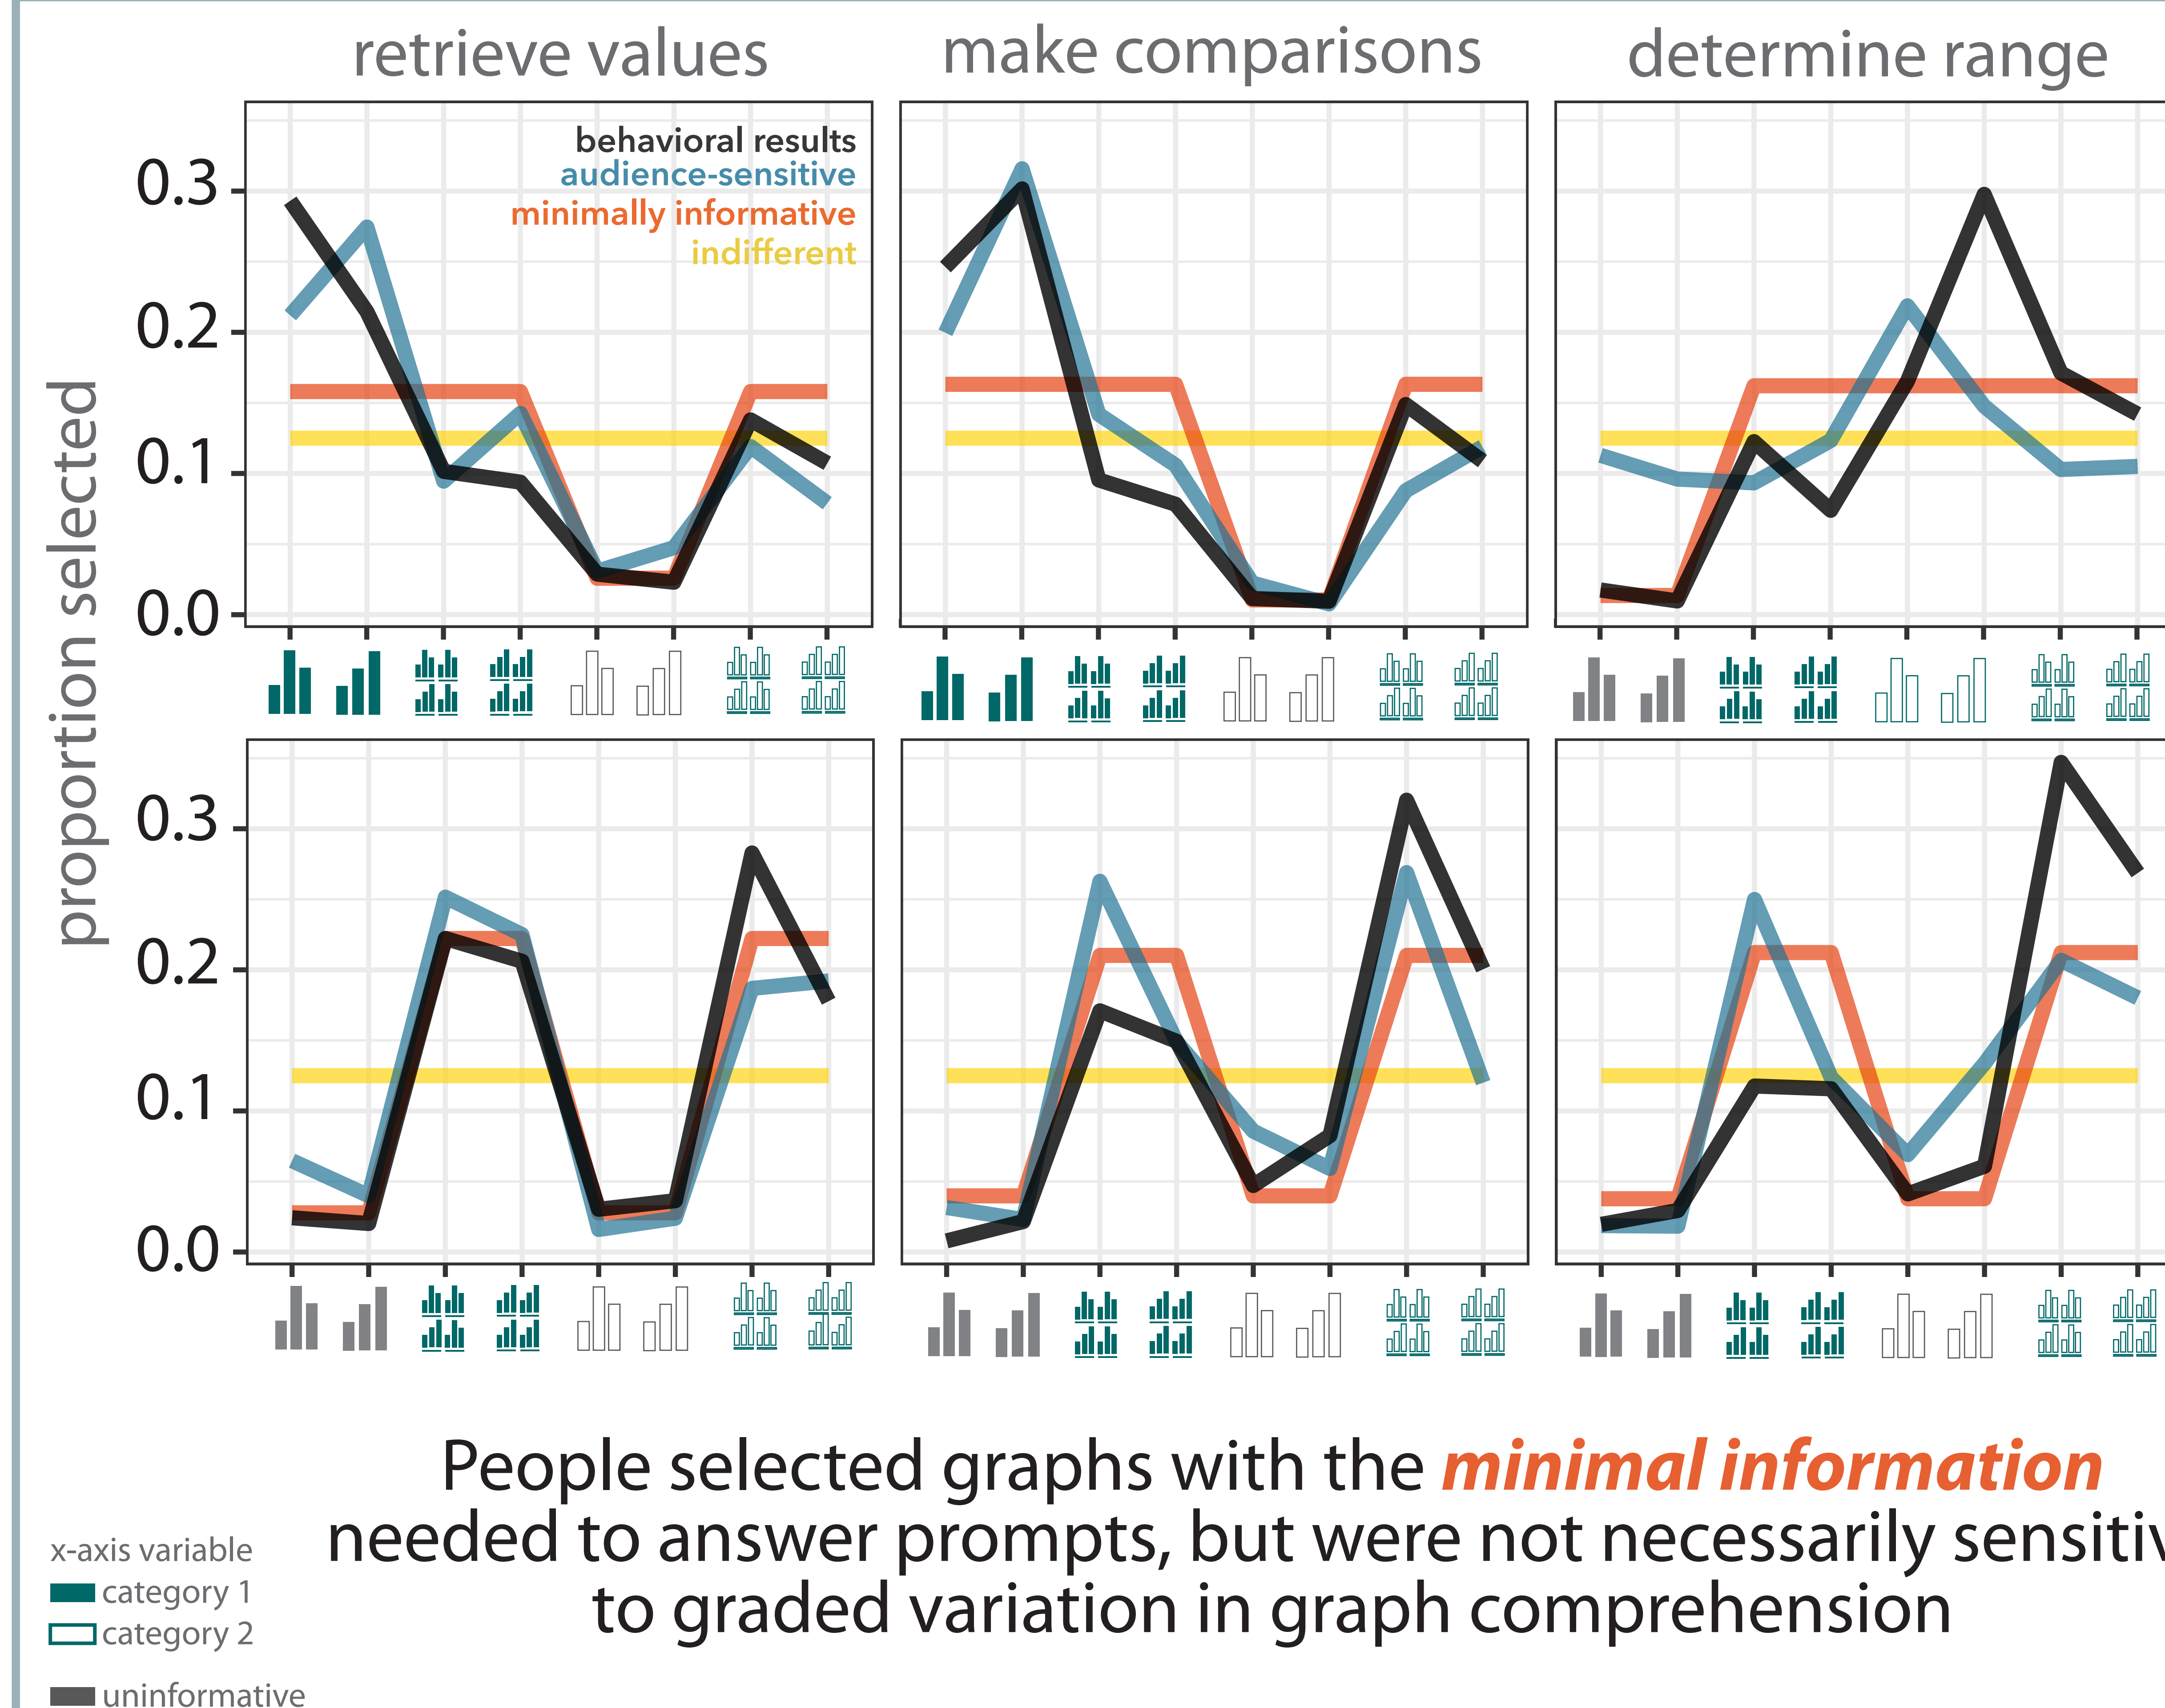 retrieve values
make comparisons
determine range
behavioral results
audience-sensitive
minimally informative
indifferent
0.3
0.2
0.1
0.0
proportion selected
0.3
0.2
0.1
0.0
People selected graphs with the minimal information
needed to answer prompts, but were not necessarily sensitiv
to graded variation in graph comprehension
x-axis variable
category 1
category 2
uninformative